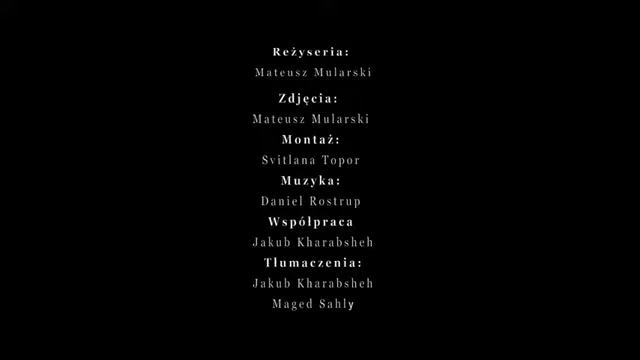 Reżyseria:
Mateusz Mularski
Zdjęcia:
Mateusz Mularski
Montaż:
Svitlana Topor
Muzyka:
Daniel Rostrup
Współpraca
Jakub Kharabsheh
Tłumaczenia:
Jakub Kharabsheh
Maged Sahly